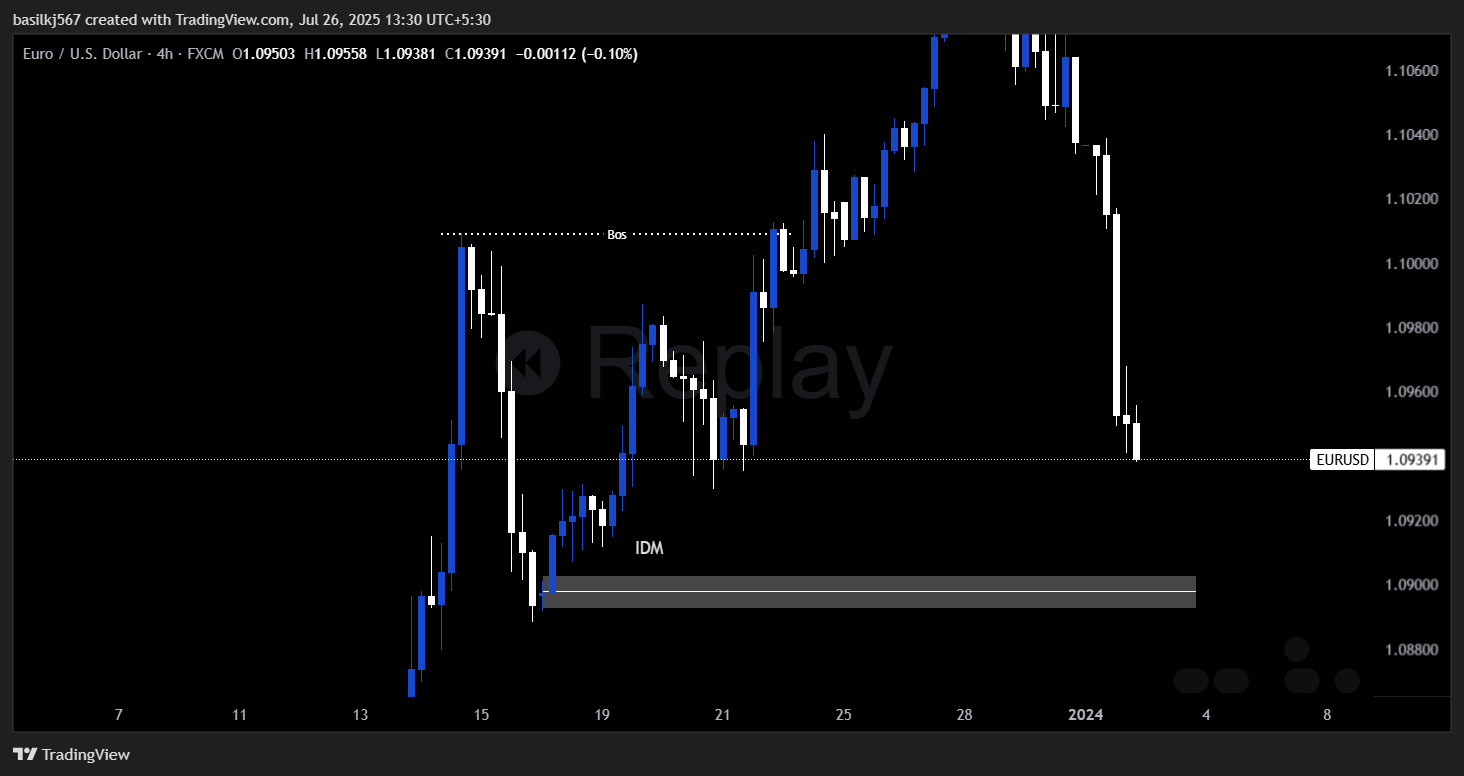 basilkj567 created with TradingView.com, Jul 26, 2025 13:30 UTC+5:30
Euro / U.S. Dollar · 4h · FXCM O1.09503 H1.09558 L1.09381 C1.09391 −0.00112 (−0.10%)
1.10600
1.10400
1.10200
Bos
1.10000
1.09800
Replay
1.09600
EURUSD 1.09391
1.09200
IDM
1.09000
1.08800
7 11 13 15 19 21 25 28 2024 4 8
TradingView